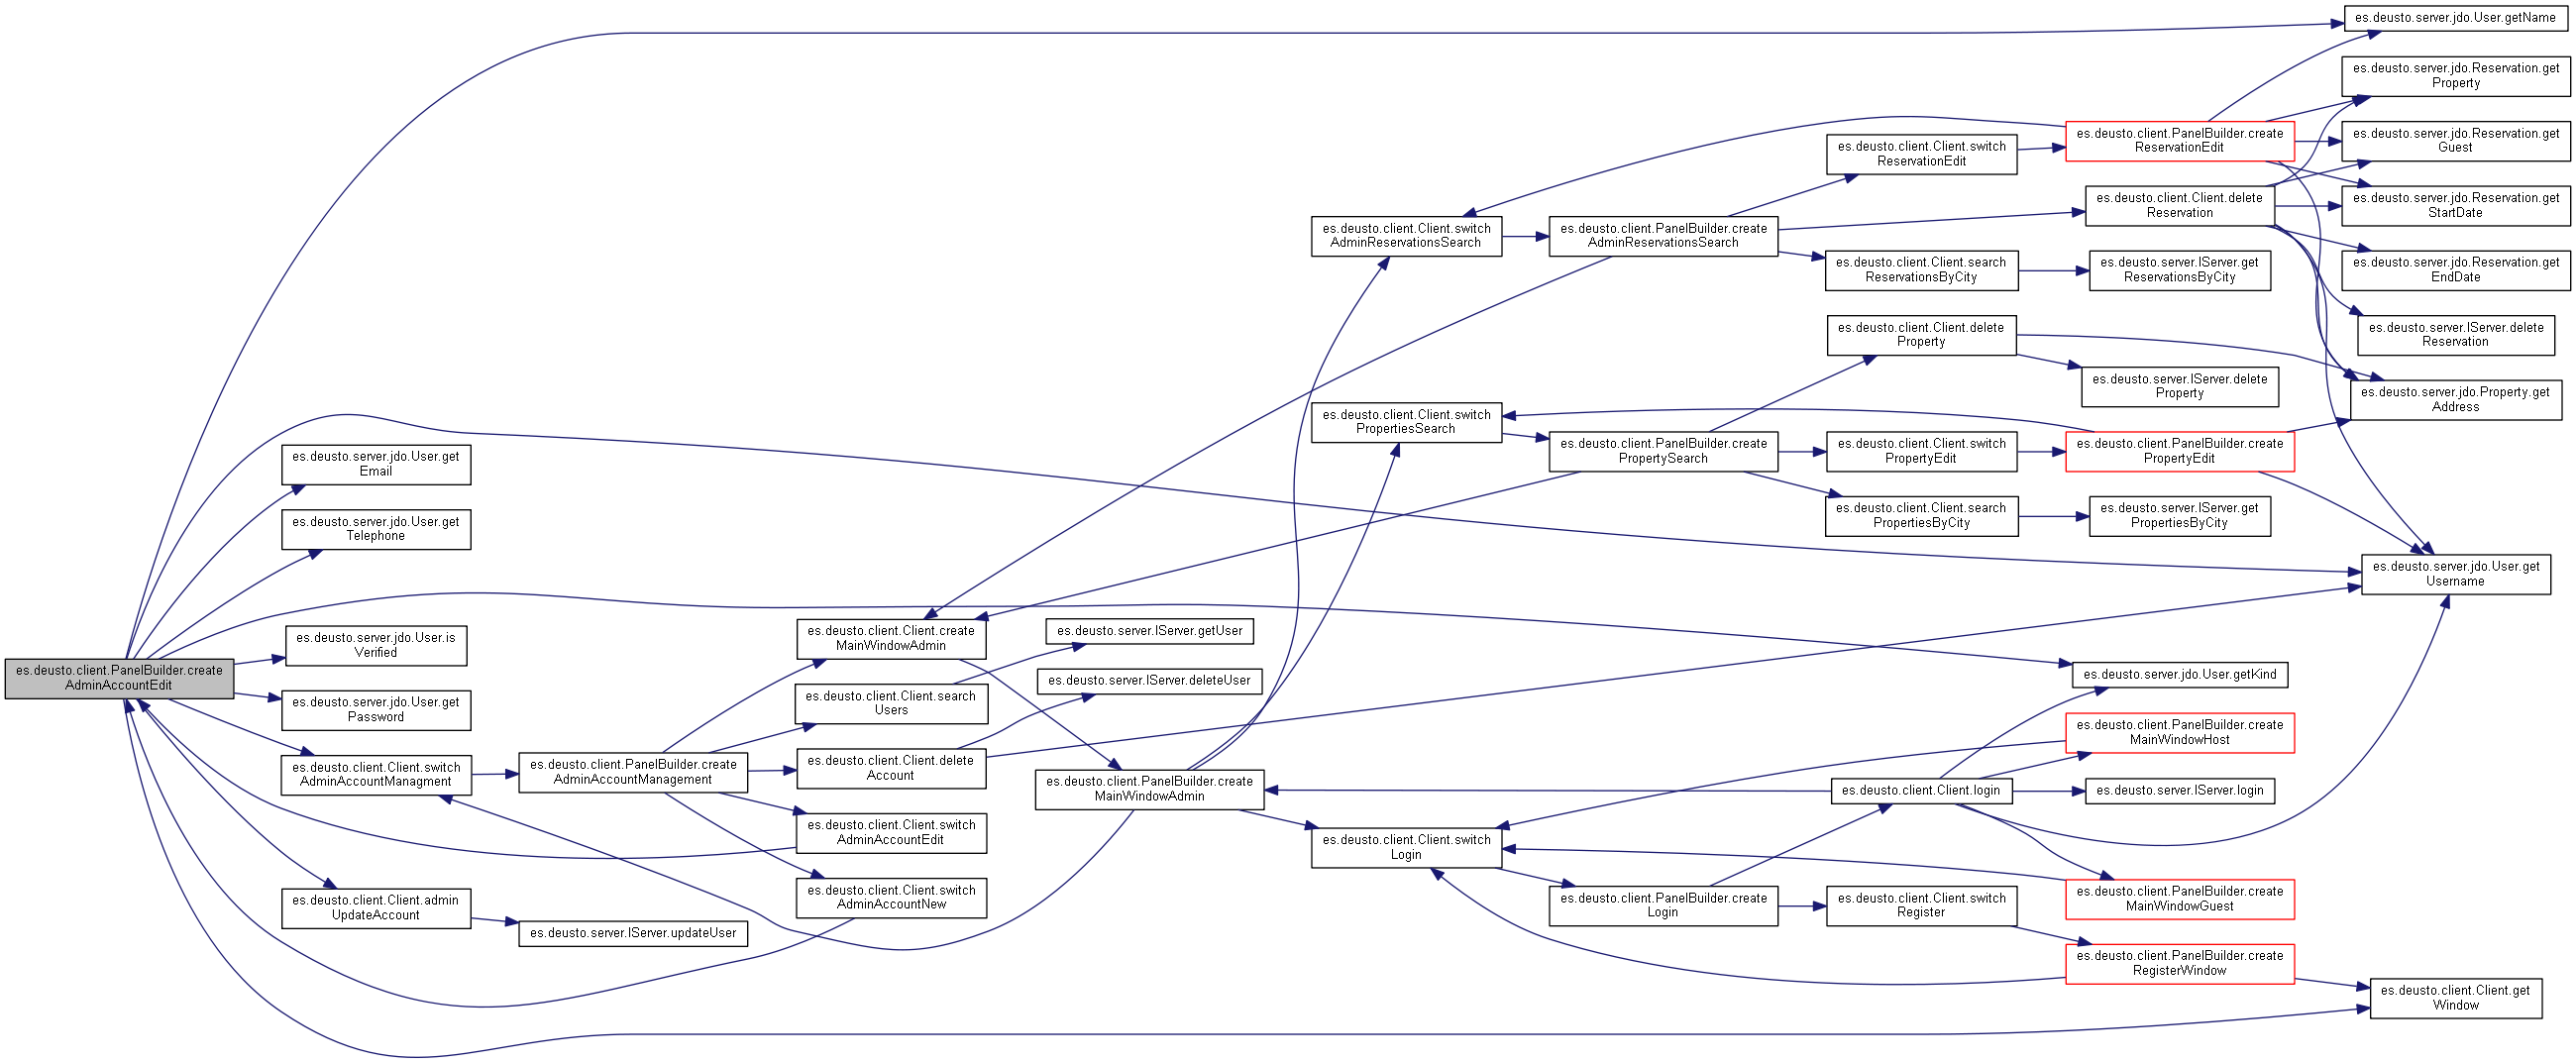 es.deusto.client.PanelBuilder.create
AdminAccountEdit
es.deusto.server.jdo.User.get
Email
es.deusto.server.jdo.User.get
Telephone
es.deusto.server.jdo.User.is
Verified
es.deusto.server.jdo.User.get
Password
es.deusto.client.Client.switch
AdminAccountManagment
es.deusto.client.Client.admin
UpdateAccount
es.deusto.client.PanelBuilder.create
AdminAccountManagement
es.deusto.server.IServer.updateUser
es.deusto.client.Client.create
MainWindowAdmin
es.deusto.client.Client.search
Users
es.deusto.client.Client.delete
Account
es.deusto.client.Client.switch
AdminAccountEdit
es.deusto.client.Client.switch
AdminAccountNew
es.deusto.server.IServer.getUser
es.deusto.server.IServer.deleteUser
es.deusto.client.PanelBuilder.create
MainWindowAdmin
es.deusto.client.Client.switch
AdminReservationsSearch
es.deusto.client.Client.switch
PropertiesSearch
es.deusto.client.Client.switch
Login
es.deusto.client.PanelBuilder.create
AdminReservationsSearch
es.deusto.client.PanelBuilder.create
PropertySearch
es.deusto.client.PanelBuilder.create
Login
es.deusto.client.Client.switch
ReservationEdit
es.deusto.client.Client.search
ReservationsByCity
es.deusto.client.Client.delete
Property
es.deusto.client.Client.switch
PropertyEdit
es.deusto.client.Client.search
PropertiesByCity
es.deusto.client.Client.login
es.deusto.client.Client.switch
Register
es.deusto.client.PanelBuilder.create
ReservationEdit
es.deusto.client.Client.delete
Reservation
es.deusto.server.IServer.get
ReservationsByCity
es.deusto.server.IServer.delete
Property
es.deusto.client.PanelBuilder.create
PropertyEdit
es.deusto.server.IServer.get
PropertiesByCity
es.deusto.server.jdo.User.getKind
es.deusto.client.PanelBuilder.create
MainWindowHost
es.deusto.server.IServer.login
es.deusto.client.PanelBuilder.create
MainWindowGuest
es.deusto.client.PanelBuilder.create
RegisterWindow
es.deusto.server.jdo.User.getName
es.deusto.server.jdo.Reservation.get
Property
es.deusto.server.jdo.Reservation.get
Guest
es.deusto.server.jdo.Reservation.get
StartDate
es.deusto.server.jdo.Reservation.get
EndDate
es.deusto.server.IServer.delete
Reservation
es.deusto.server.jdo.Property.get
Address
es.deusto.server.jdo.User.get
Username
es.deusto.client.Client.get
Window